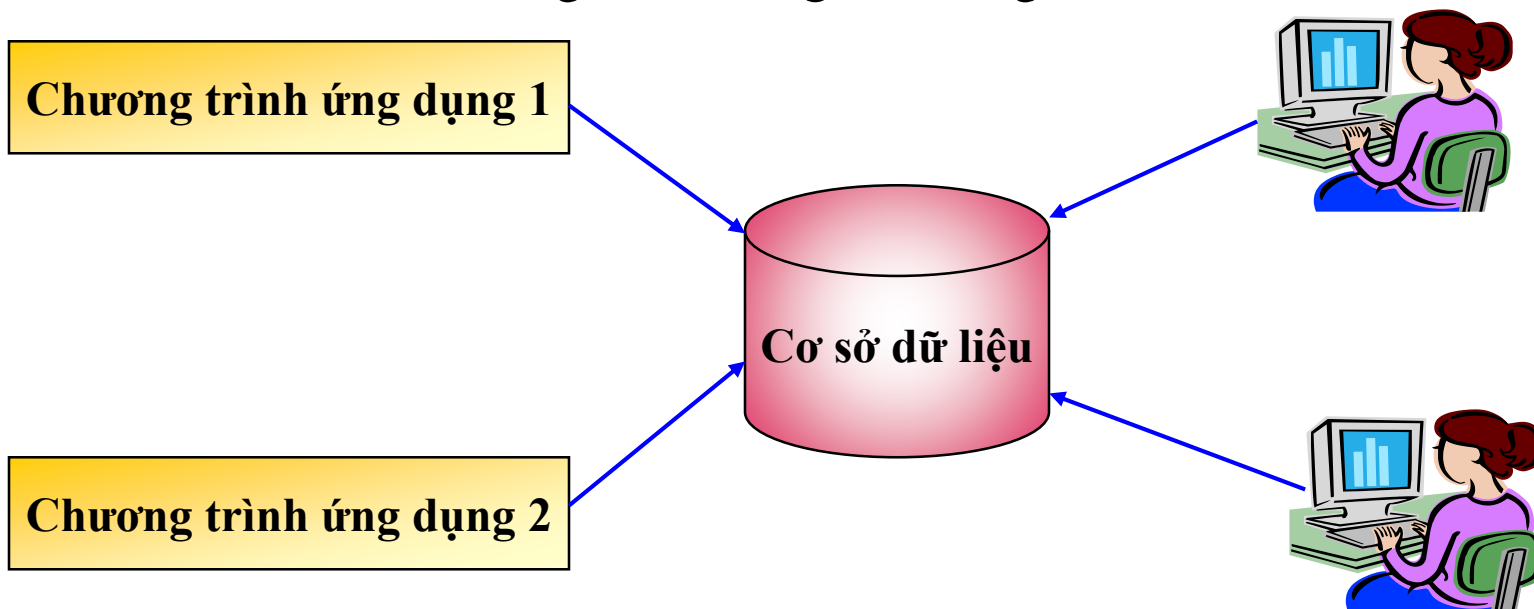 Chương trình ứng dụng 1
Cơ sở dữ liệu
Chương trình ứng dụng 2